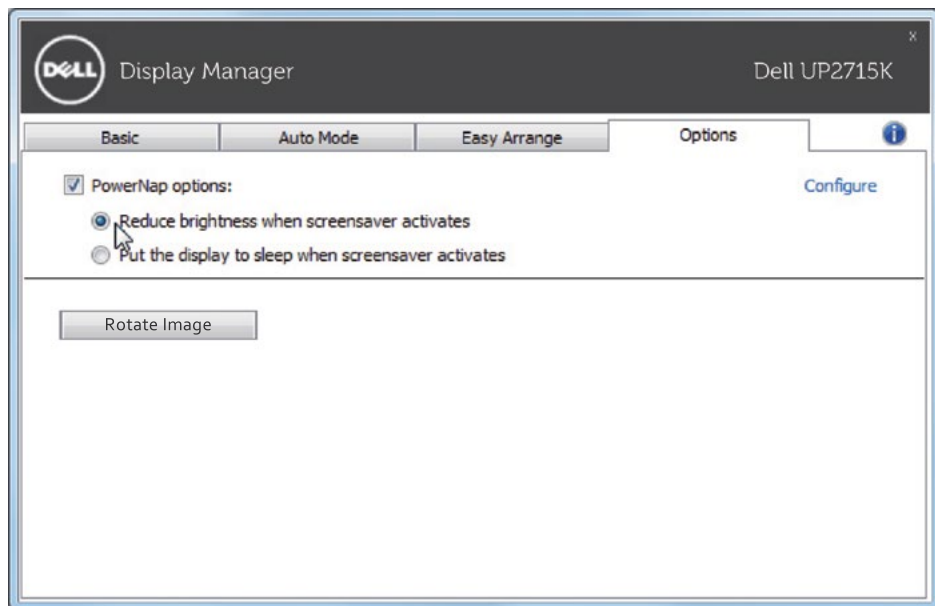 x
DELL Display Manager Dell UP2715K
Basic Auto Mode Easy Arrange Options i
PowerNap options: Configure
Reduce brightness when screensaver activates
Put the display to sleep when screensaver activates
Rotate Image